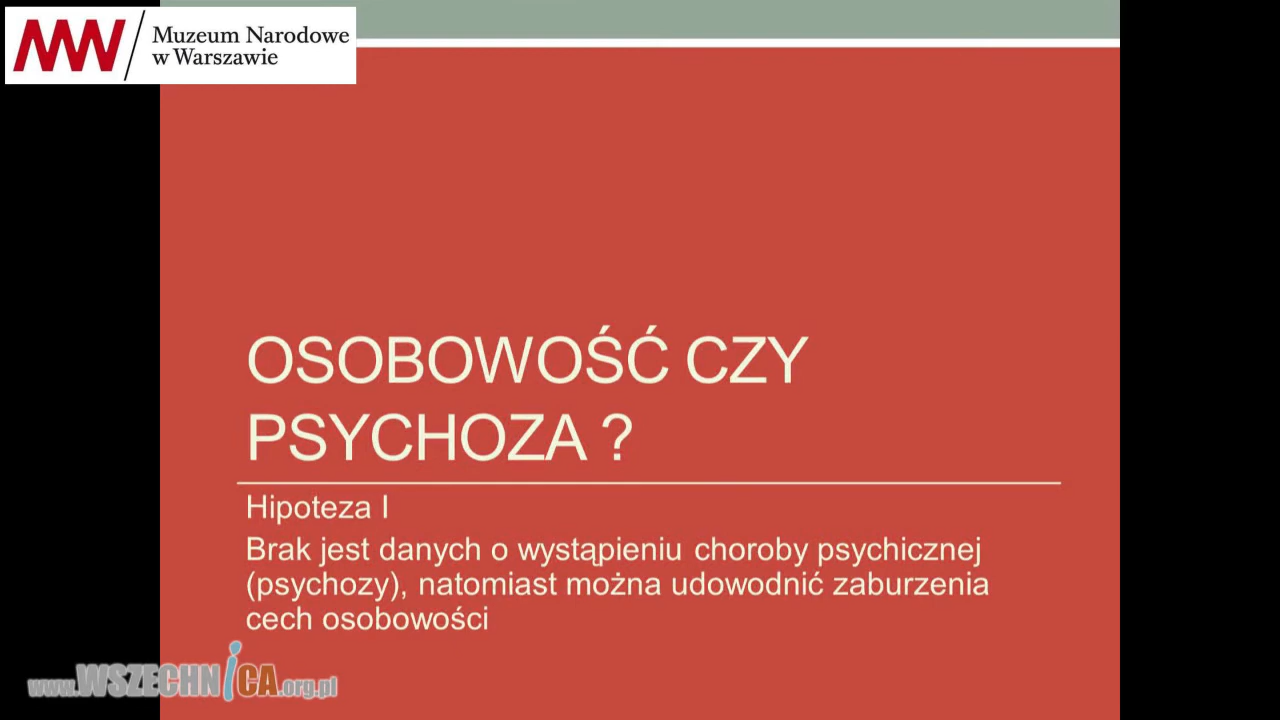 MW
Muzeum Narodowe
w Warszawie
OSOBOWOŚĆ CZY
PSYCHOZA ?
Hipoteza I
Brak jest danych o wystąpieniu choroby psychicznej
(psychozy), natomiast można udowodnić zaburzenia
cech osobowości
www.WSZECHNiCA.org.pl